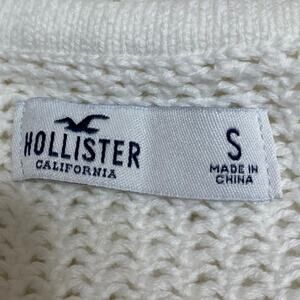 HOLLISTER
CALIFORNIA
S
MADE IN
CHINA